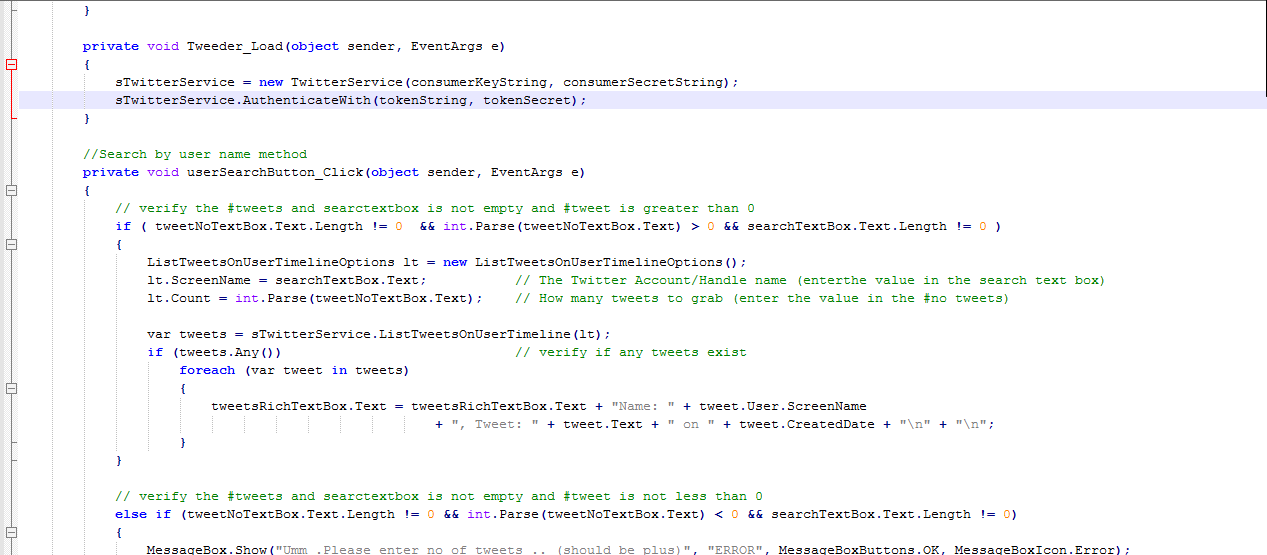 }
private void Tweeder_Load(object sender, EventArgs e)
{
sTwitterService = new TwitterService(consumerKeyString, consumerSecretString);
sTwitterService.AuthenticateWith(tokenString, tokenSecret);
}
//Search by user name method
private void userSearchButton_Click(object sender, EventArgs e)
{
// verify the #tweets and searctextbox is not empty and #tweet is greater than 0
if ( tweetNoTextBox.Text.Length != 0  && int.Parse(tweetNoTextBox.Text) > 0 && searchTextBox.Text.Length != 0 )
{
ListTweetsOnUserTimelineOptions lt = new ListTweetsOnUserTimelineOptions();
lt.ScreenName = searchTextBox.Text; // The Twitter Account/Handle name (enterthe value in the search text box)
lt.Count = int.Parse(tweetNoTextBox.Text); // How many tweets to grab (enter the value in the #no tweets)
var tweets = sTwitterService.ListTweetsOnUserTimeline(lt);
if (tweets.Any()) // verify if any tweets exist
foreach (var tweet in tweets)
{
tweetsRichTextBox.Text = tweetsRichTextBox.Text + "Name: " + tweet.User.ScreenName
+ ", Tweet: " + tweet.Text + " on " + tweet.CreatedDate + "\n" + "\n";
}
}
// verify the #tweets and searctextbox is not empty and #tweet is not less than 0
else if (tweetNoTextBox.Text.Length != 0 && int.Parse(tweetNoTextBox.Text) < 0 && searchTextBox.Text.Length != 0)
{
MessageBox.Show("Umm .Please enter no of tweets .. (should be plus)", "ERROR", MessageBoxButtons.OK, MessageBoxIcon.Error);